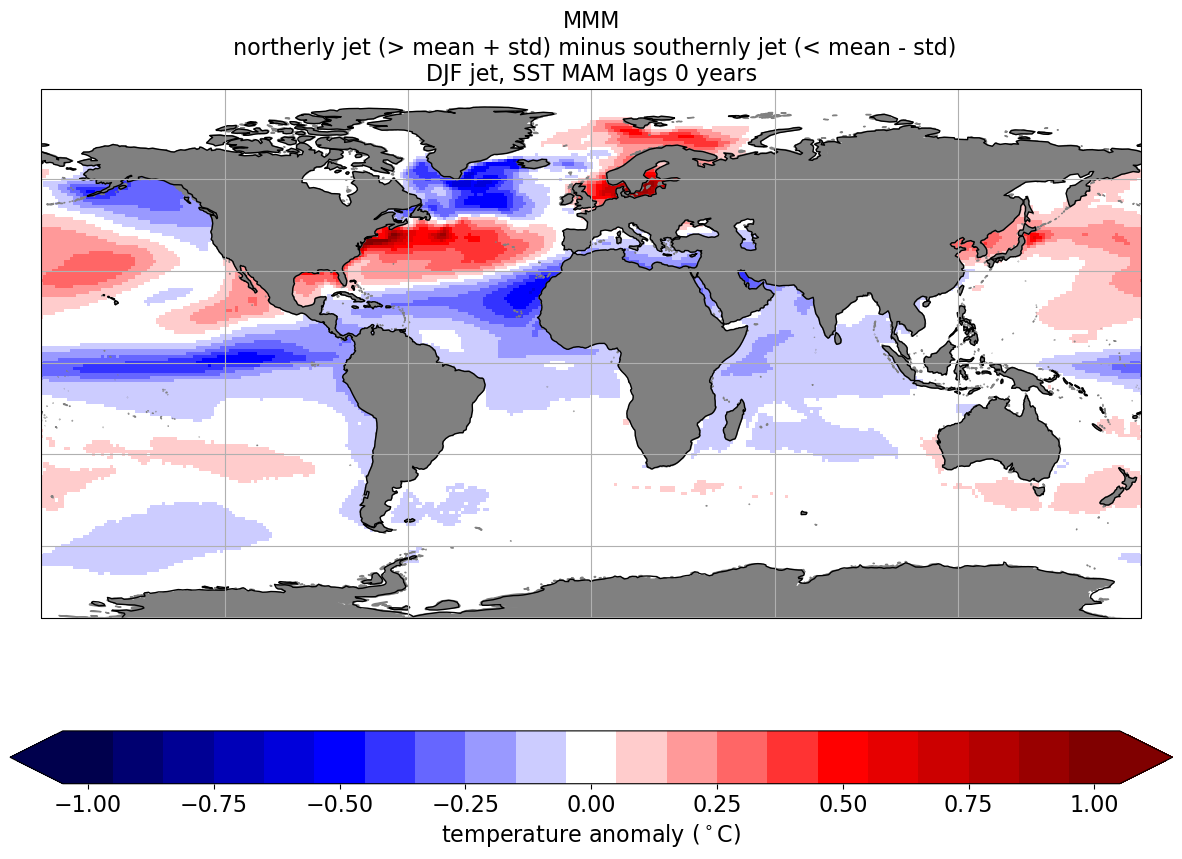 MMM
northerly jet (> mean + std) minus southernly jet (< mean - std)
DJF jet, SST MAM lags 0 years
−1.00 −0.75 −0.50 −0.25 0.00 0.25 0.50 0.75 1.00
temperature anomaly (°C)